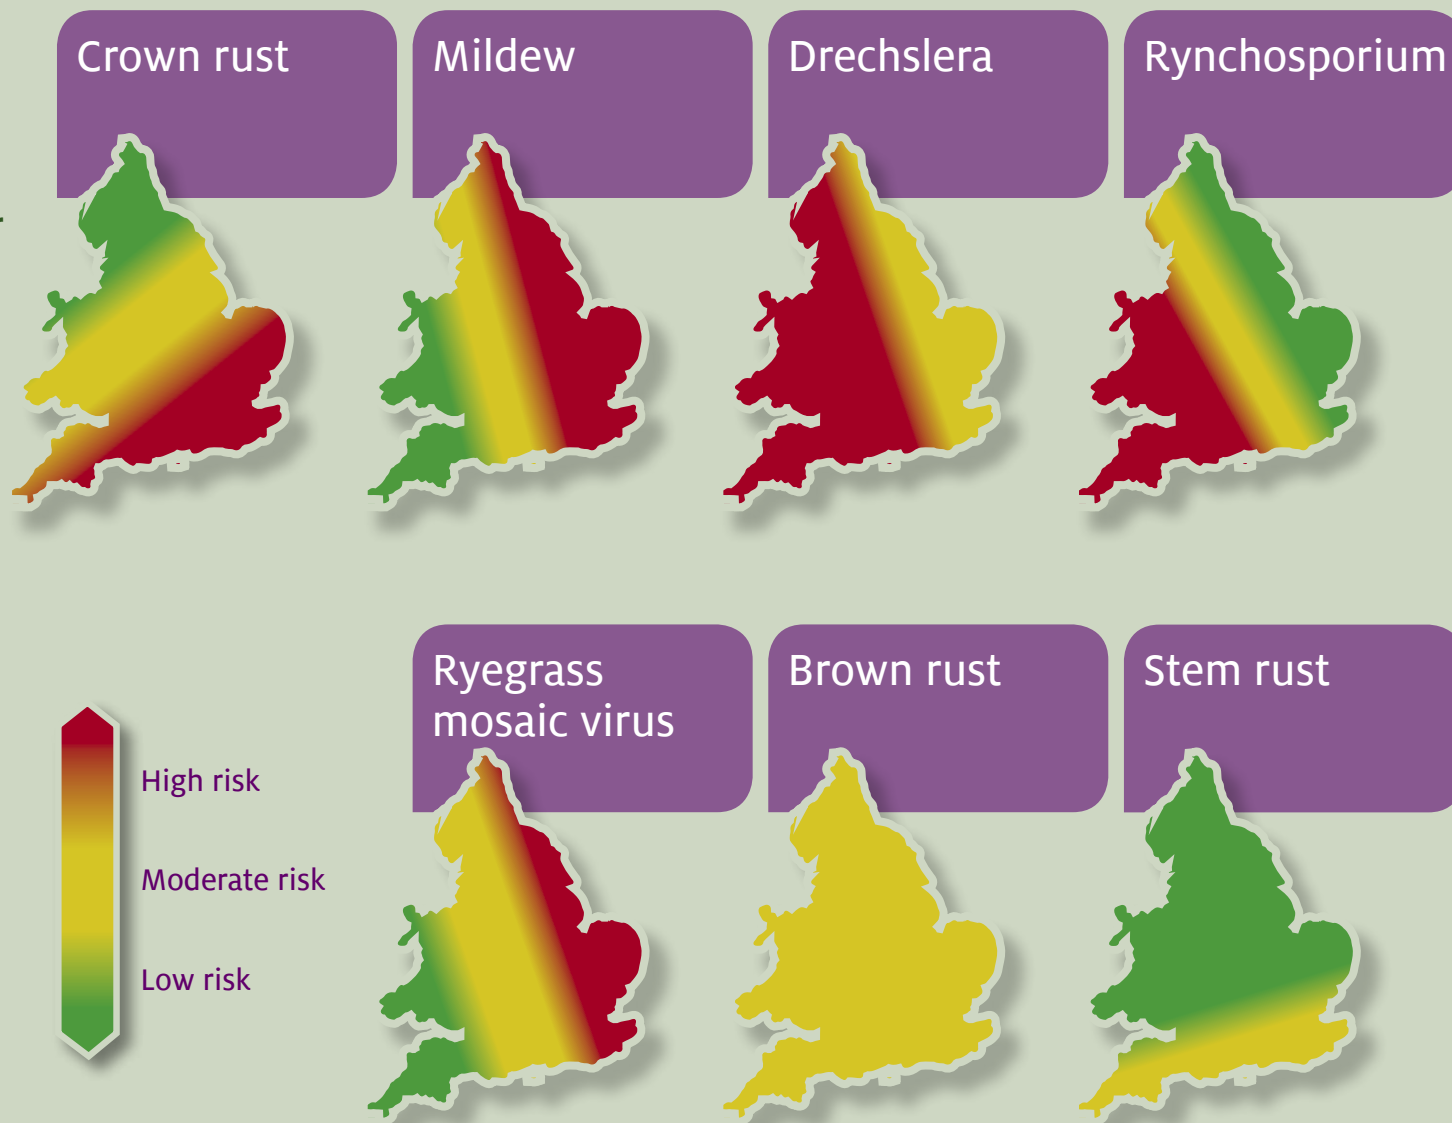 Crown rust
Mildew
Drechslera
Rynchosporium
Ryegrass
mosaic virus
Brown rust
Stem rust
High risk
Moderate risk
Low risk